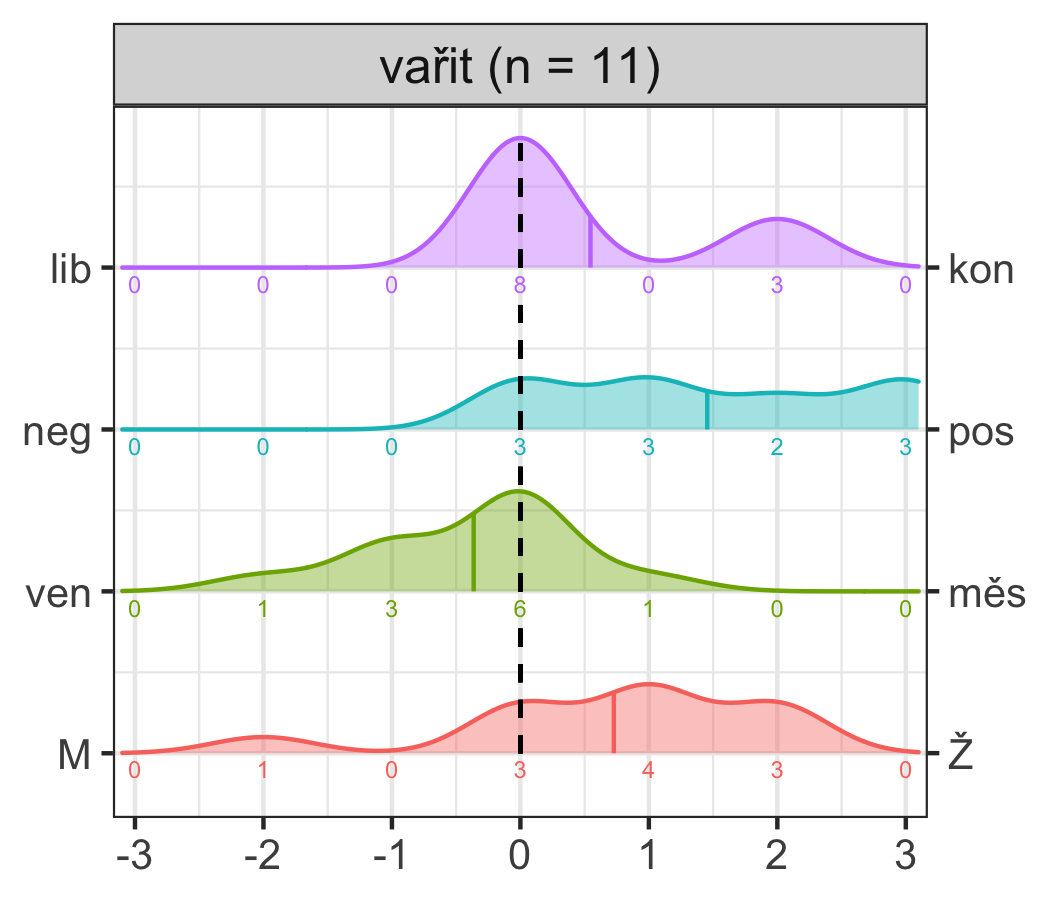 vařit (n = 11)
lib kon
0 0 0 8 0 3 0
neg pos
0 0 0 3 3 2 3
ven měs
0 1 3 6 1 0 0
M Ž
0 1 0 3 4 3 0
-3 -2 -1 0 1 2 3